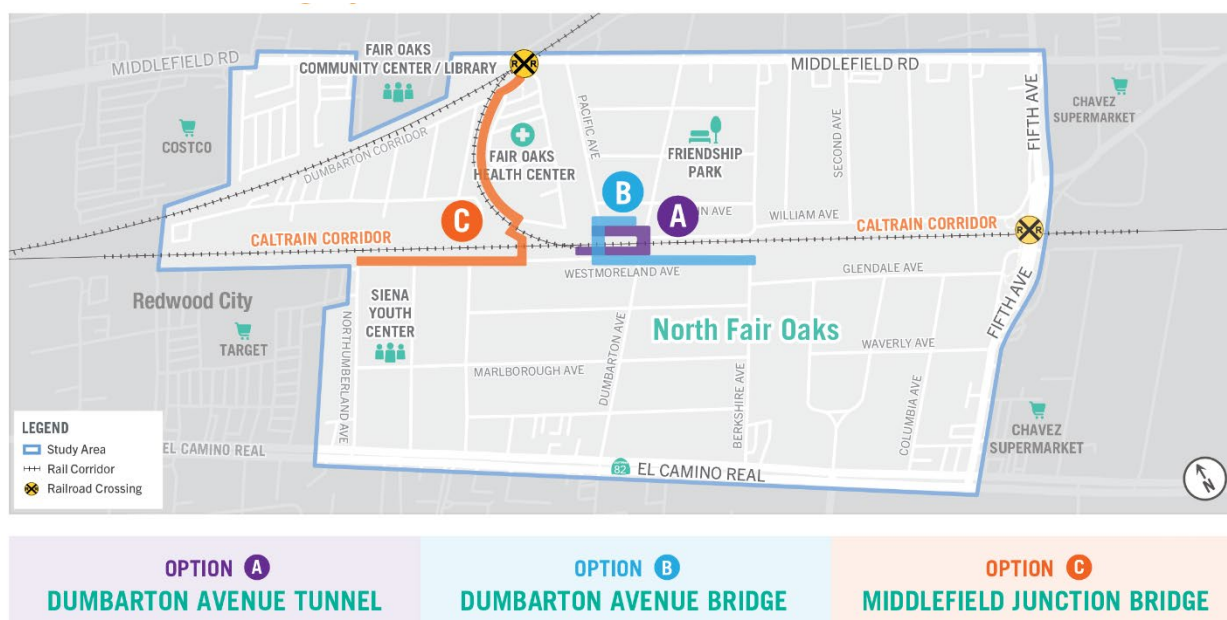 MIDDLEFIELD RD
FAIR OAKS
COMMUNITY CENTER / LIBRARY
R R
MIDDLEFIELD RD
COSTCO
DUMBARTON CORRIDOR
FAIR OAKS
HEALTH CENTER
PACIFIC AVE
FRIENDSHIP
PARK
SECOND AVE
FIFTH AVE
CHAVEZ
SUPERMARKET
B
A
C
CALTRAIN CORRIDOR
AVE
WILLIAM AVE
CALTRAIN CORRIDOR
R R
WESTMORELAND AVE
GLENDALE AVE
Redwood City
TARGET
SIENA
YOUTH
CENTER
NORTHUMBERLAND AVE
MARLBOROUGH AVE
DUMBARTON AVE
North Fair Oaks
BERKSHIRE AVE
WAVERLY AVE
COLUMBIA AVE
FIFTH AVE
CHAVEZ
SUPERMARKET
LEGEND
Study Area
Rail Corridor
Railroad Crossing
EL CAMINO REAL
82 EL CAMINO REAL
N
OPTION A
DUMBARTON AVENUE TUNNEL
OPTION B
DUMBARTON AVENUE BRIDGE
OPTION C
MIDDLEFIELD JUNCTION BRIDGE